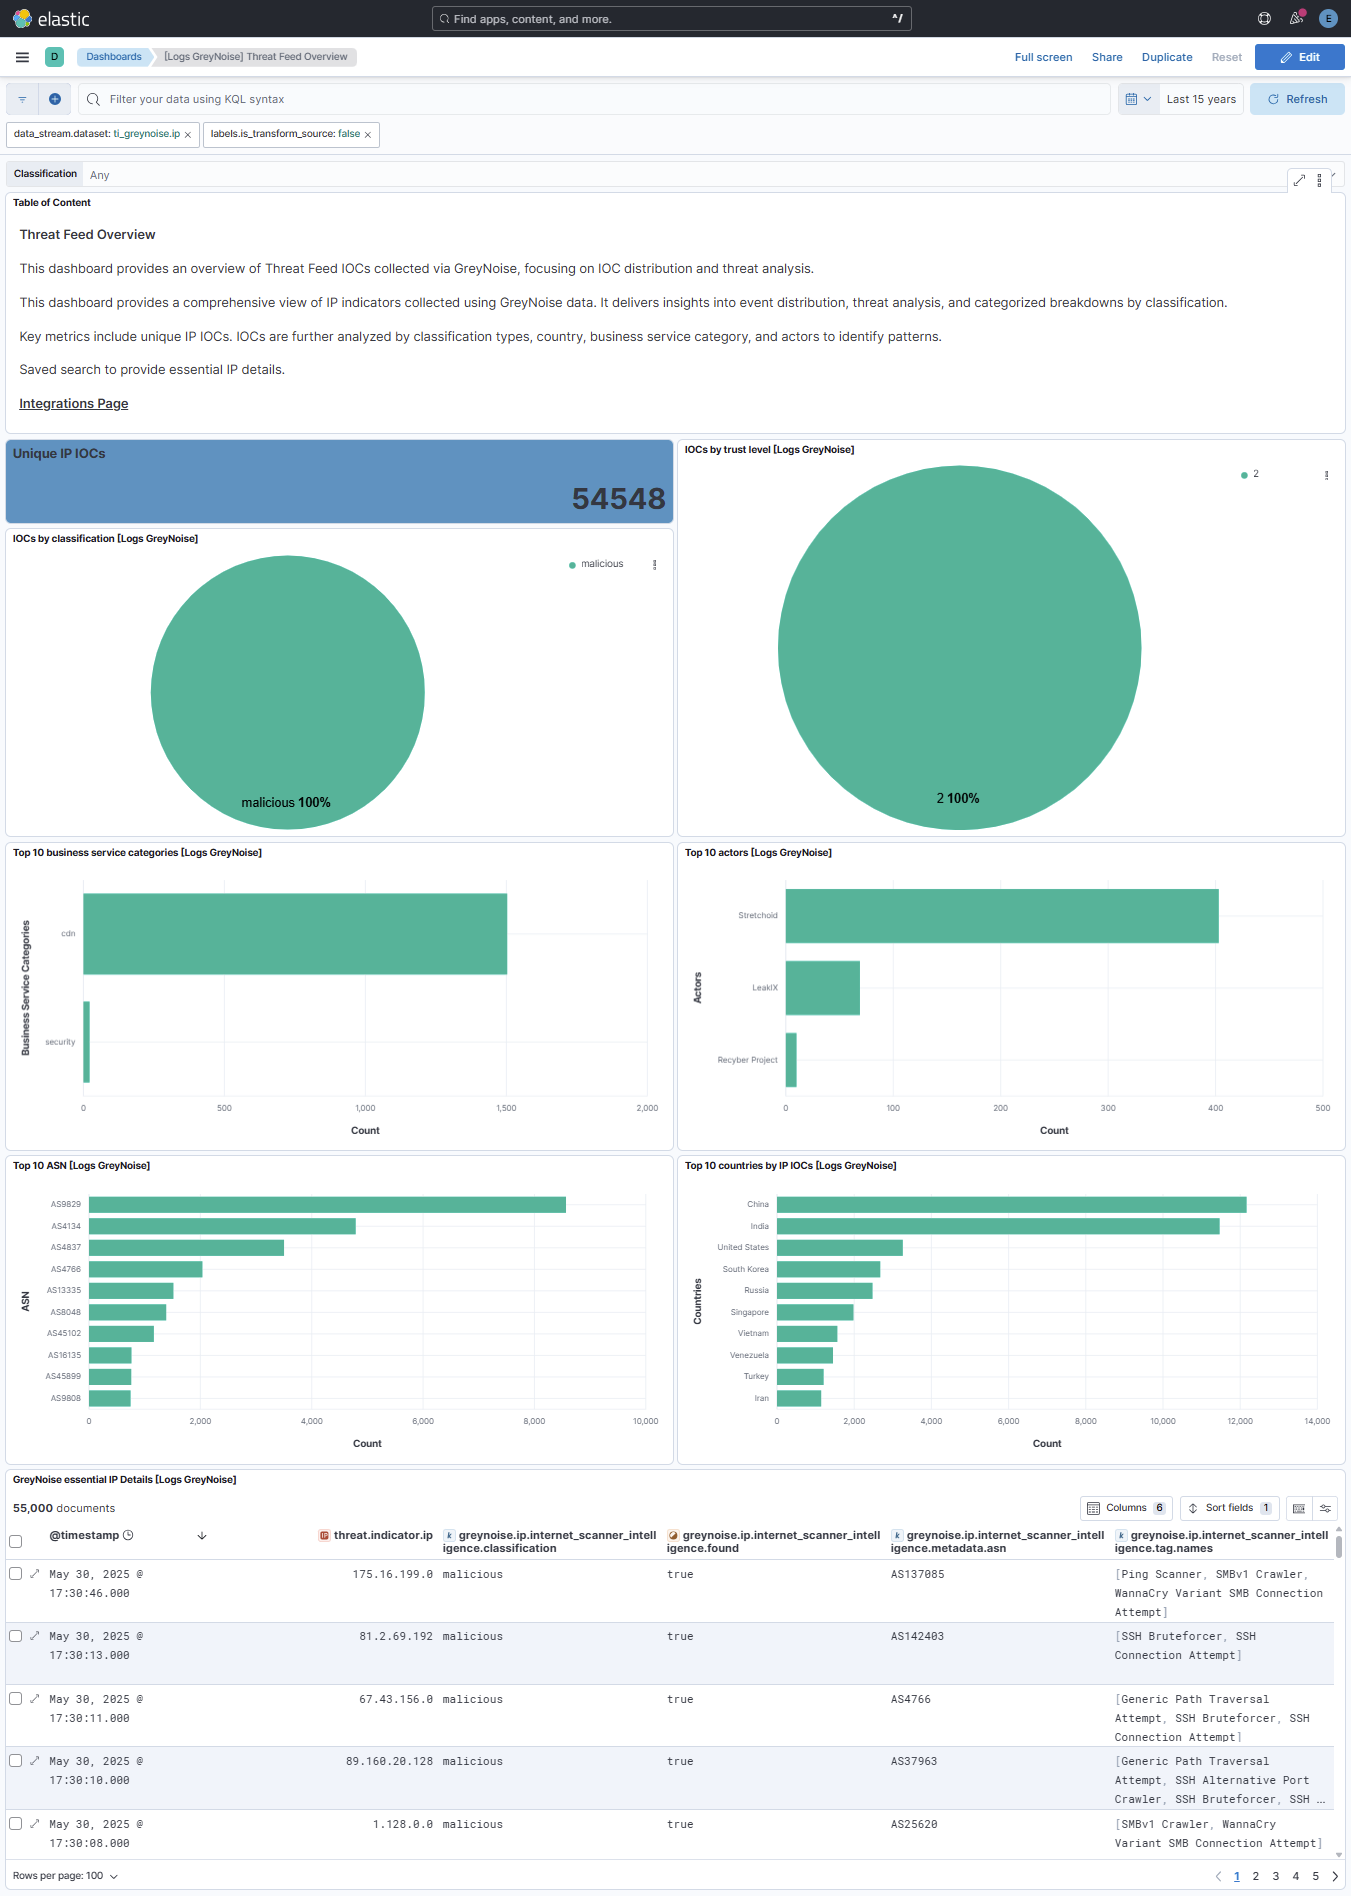 elastic
Find apps, content, and more.
^/
E
D
Dashboards
[Logs GreyNoise] Threat Feed Overview
Full screen
Share
Duplicate
Reset
Edit
Filter your data using KQL syntax
Last 15 years
Refresh
data_stream.dataset: ti_greynoise.ip ×
labels.is_transform_source: false ×
Classification
Any
Table of Content
Threat Feed Overview
This dashboard provides an overview of Threat Feed IOCs collected via GreyNoise, focusing on IOC distribution and threat analysis.
This dashboard provides a comprehensive view of IP indicators collected using GreyNoise data. It delivers insights into event distribution, threat analysis, and categorized breakdowns by classification.
Key metrics include unique IP IOCs. IOCs are further analyzed by classification types, country, business service category, and actors to identify patterns.
Saved search to provide essential IP details.
Integrations Page
Unique IP IOCs
54548
IOCs by trust level [Logs GreyNoise]
2
2 100%
IOCs by classification [Logs GreyNoise]
malicious
malicious 100%
Top 10 business service categories [Logs GreyNoise]
Business Service Categories
cdn
security
0
500
1,000
1,500
2,000
Count
Top 10 actors [Logs GreyNoise]
Actors
Stretchoid
LeakIX
Recyber Project
0
100
200
300
400
500
Count
Top 10 ASN [Logs GreyNoise]
ASN
AS9829
AS4134
AS4837
AS4766
AS13335
AS8048
AS45102
AS16135
AS45899
AS9808
0
2,000
4,000
6,000
8,000
10,000
Count
Top 10 countries by IP IOCs [Logs GreyNoise]
Countries
China
India
United States
South Korea
Russia
Singapore
Vietnam
Venezuela
Turkey
Iran
0
2,000
4,000
6,000
8,000
10,000
12,000
14,000
Count
GreyNoise essential IP Details [Logs GreyNoise]
55,000 documents
Columns 6
Sort fields 1
@timestamp
IP threat.indicator.ip
k greynoise.ip.internet_scanner_intell
igence.classification
greynoise.ip.internet_scanner_intell
igence.found
k greynoise.ip.internet_scanner_intell
igence.metadata.asn
k greynoise.ip.internet_scanner_intell
igence.tag.names
May 30, 2025 @
17:30:46.000
175.16.199.0
malicious
true
AS137085
[Ping Scanner, SMBv1 Crawler,
WannaCry Variant SMB Connection
Attempt]
May 30, 2025 @
17:30:13.000
81.2.69.192
malicious
true
AS142403
[SSH Bruteforcer, SSH
Connection Attempt]
May 30, 2025 @
17:30:11.000
67.43.156.0
malicious
true
AS4766
[Generic Path Traversal
Attempt, SSH Bruteforcer, SSH
Connection Attempt]
May 30, 2025 @
17:30:10.000
89.160.20.128
malicious
true
AS37963
[Generic Path Traversal
Attempt, SSH Alternative Port
Crawler, SSH Bruteforcer, SSH …
May 30, 2025 @
17:30:08.000
1.128.0.0
malicious
true
AS25620
[SMBv1 Crawler, WannaCry
Variant SMB Connection Attempt]
Rows per page: 100
1
2
3
4
5